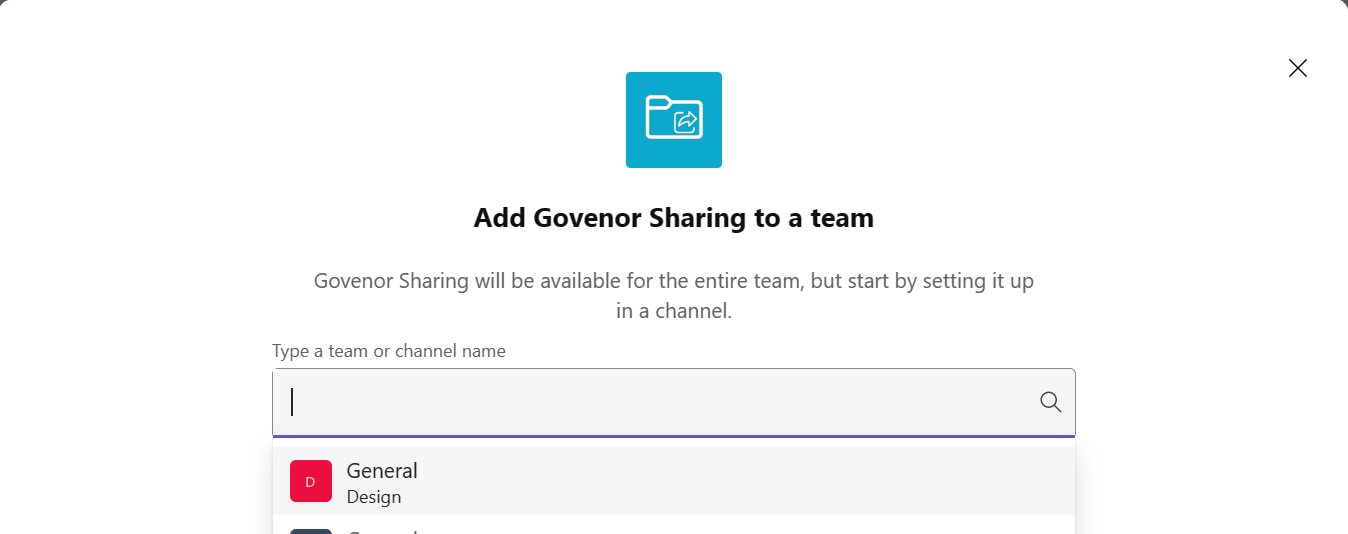 Add Govenor Sharing to a team
Govenor Sharing will be available for the entire team, but start by setting it up
in a channel.
Type a team or channel name
D
General
Design